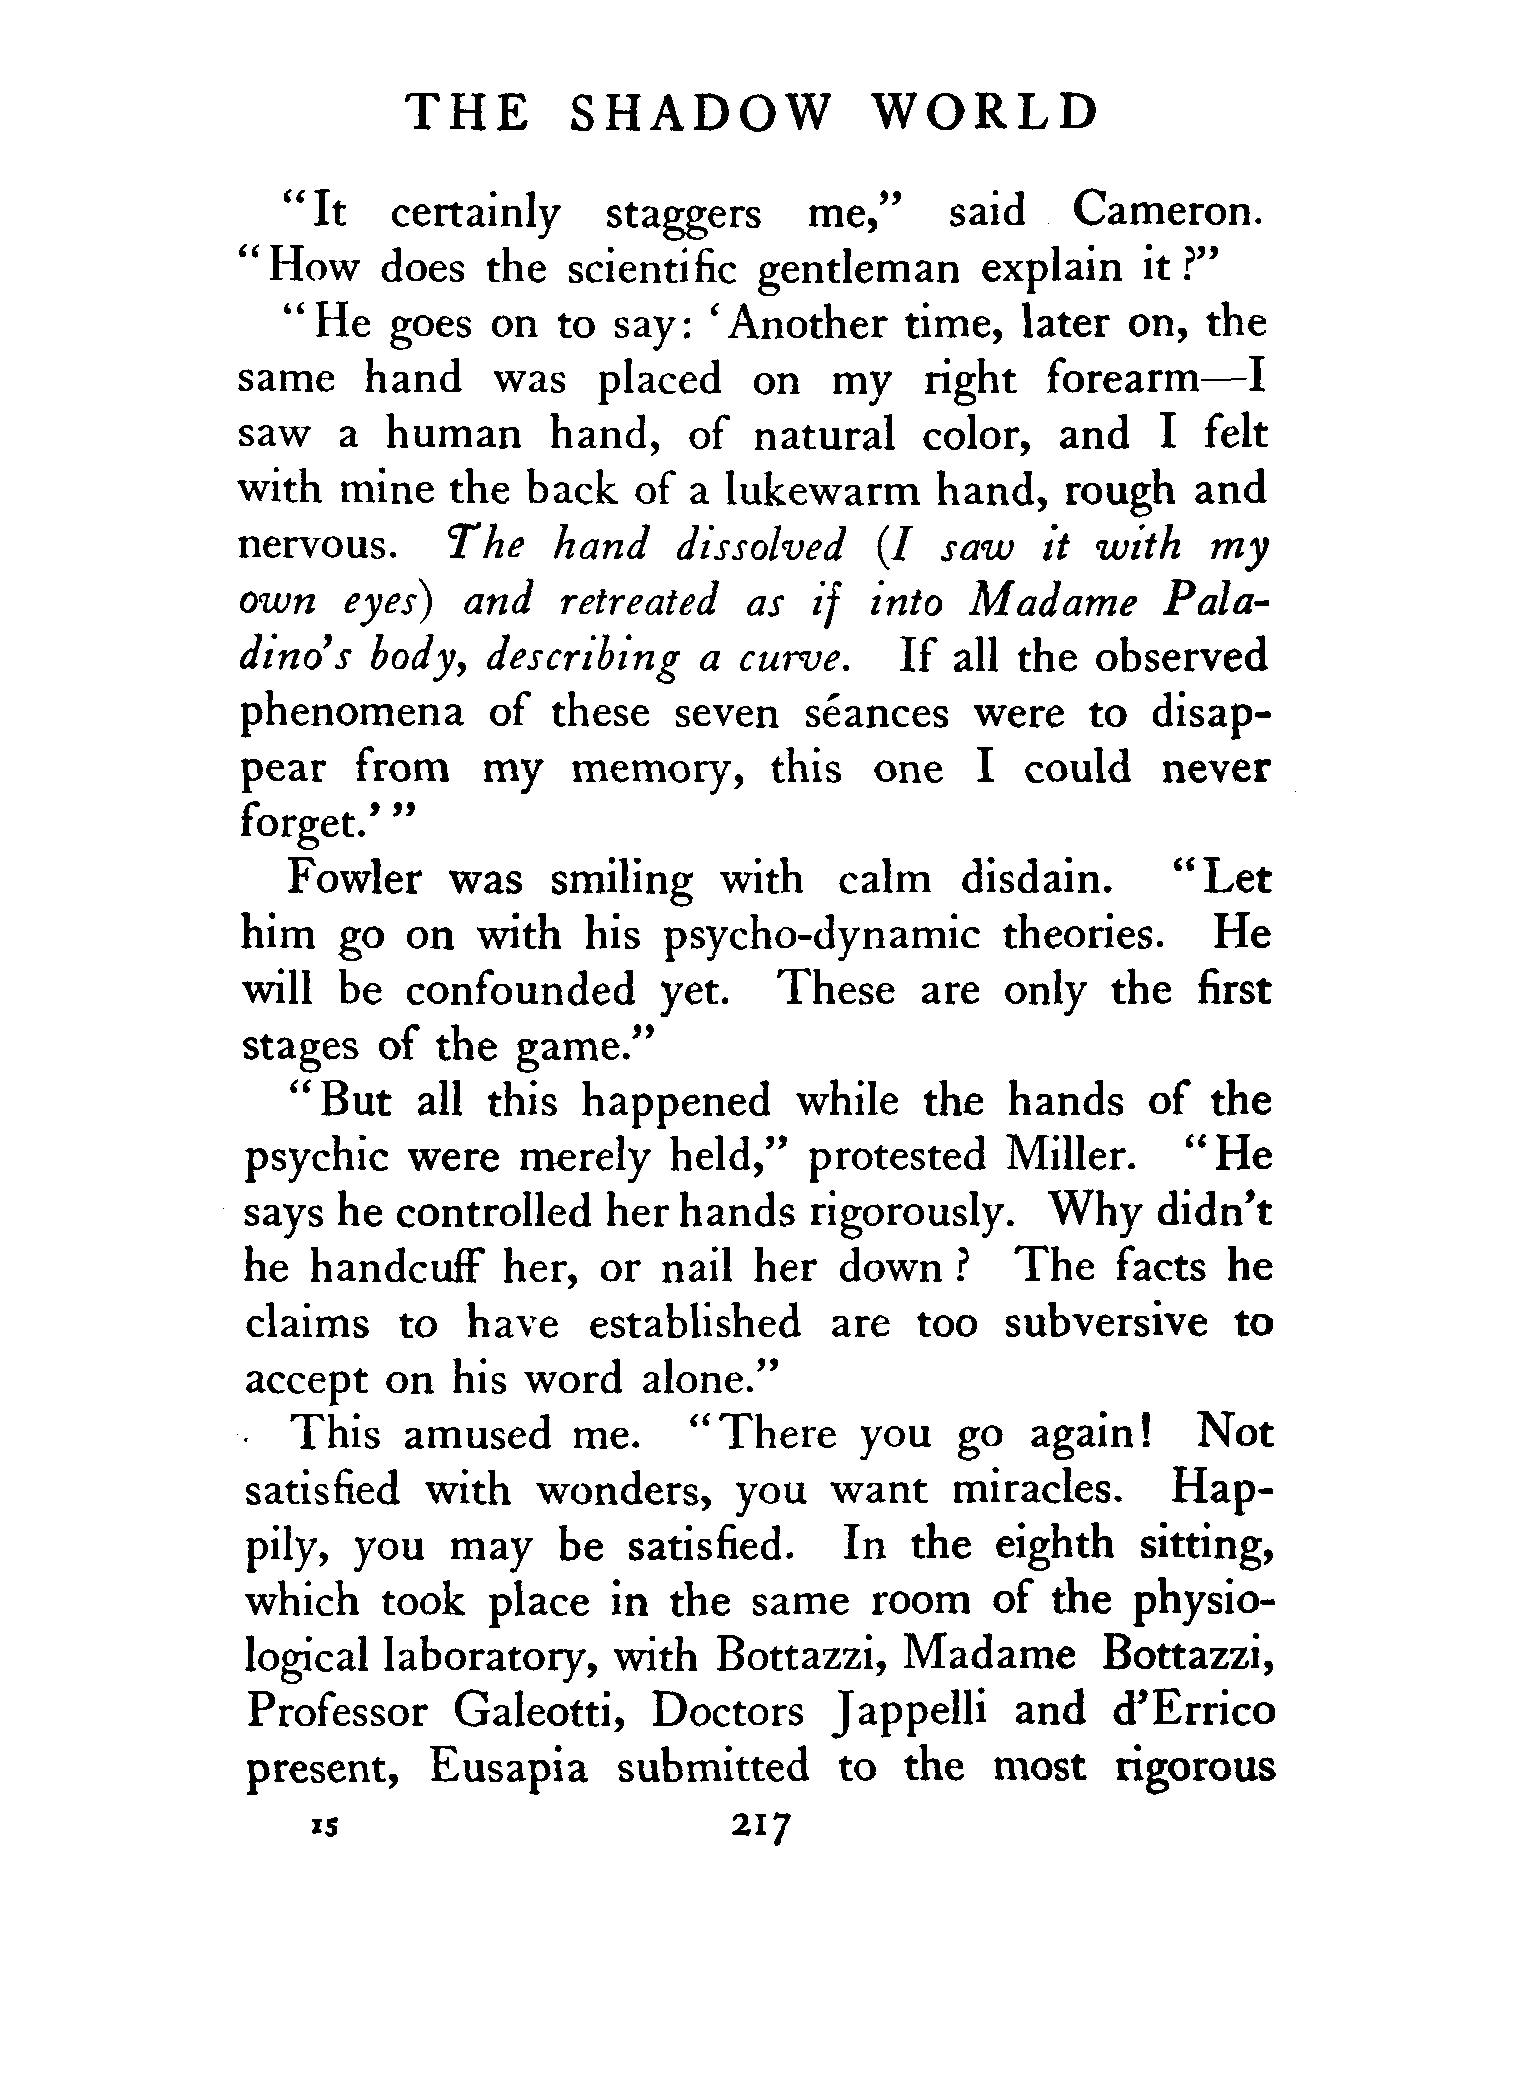 THE SHADOW WORLD
"It certainly staggers me," said Cameron.
"How does the scientific gentleman explain it?"
"He goes on to say: 'Another time, later on, the
same hand was placed on my right forearm—I
saw a human hand, of natural color, and I felt
with mine the back of a lukewarm hand, rough and
nervous. The hand dissolved (I saw it with my
own eyes) and retreated as if into Madame Pala-
dino's body, describing a curve. If all the observed
phenomena of these seven séances were to disap-
pear from my memory, this one I could never
forget.'"
Fowler was smiling with calm disdain. "Let
him go on with his psycho-dynamic theories. He
will be confounded yet. These are only the first
stages of the game."
"But all this happened while the hands of the
psychic were merely held," protested Miller. "He
says he controlled her hands rigorously. Why didn't
he handcuff her, or nail her down? The facts he
claims to have established are too subversive to
accept on his word alone."
This amused me. "There you go again! Not
satisfied with wonders, you want miracles. Hap-
pily, you may be satisfied. In the eighth sitting,
which took place in the same room of the physio-
logical laboratory, with Bottazzi, Madame Bottazzi,
Professor Galeotti, Doctors Jappelli and d'Errico
present, Eusapia submitted to the most rigorous
15 217